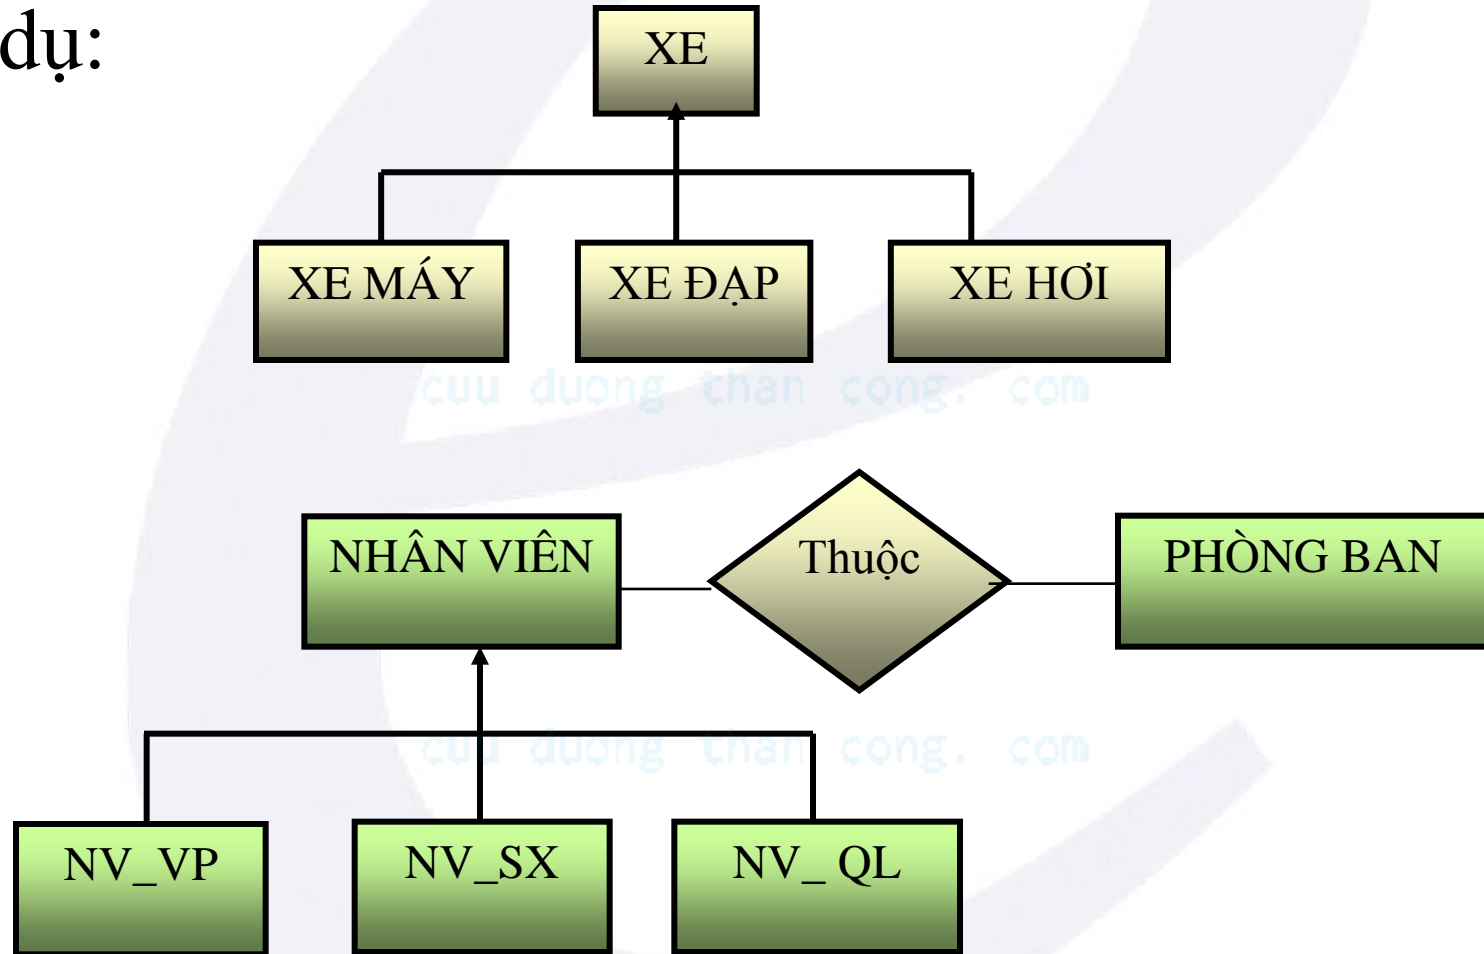 dụ:
XE
XE MÁY
XE ĐẠP
XE HƠI
cuu duong than cong. com
NHÂN VIÊN
Thuộc
PHÒNG BAN
cuu duong than cong. com
NV_VP
NV_SX
NV_ QL